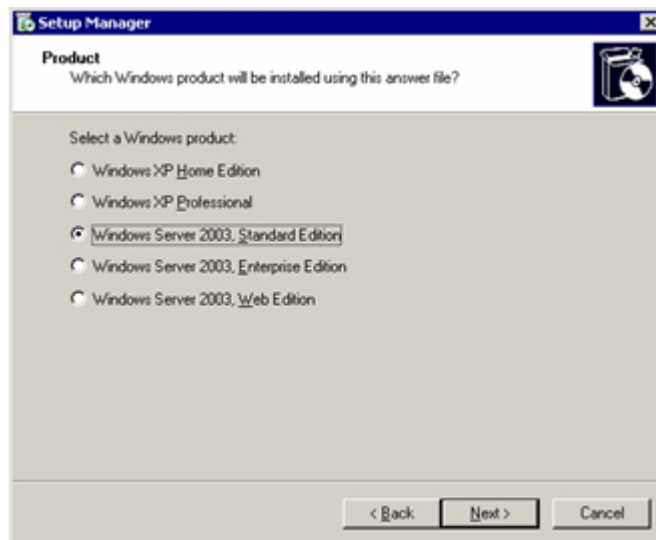 Setup Manager
Product
Which Windows product will be installed using this answer file?
Select a Windows product:
Windows XP Home Edition
Windows XP Professional
Windows Server 2003, Standard Edition
Windows Server 2003, Enterprise Edition
Windows Server 2003, Web Edition
< Back Next > Cancel